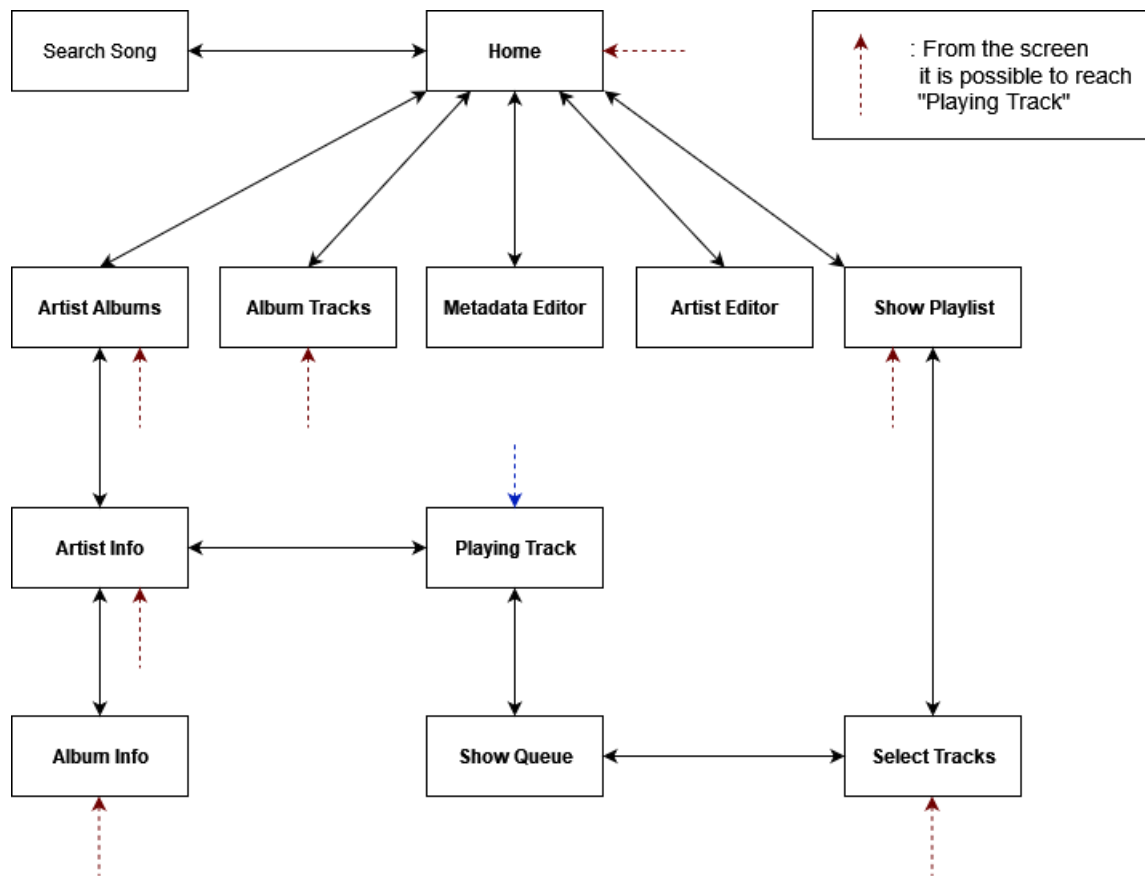 Search Song
Home
: From the screen
it is possible to reach
"Playing Track"
Artist Albums
Album Tracks
Metadata Editor
Artist Editor
Show Playlist
Artist Info
Playing Track
Album Info
Show Queue
Select Tracks